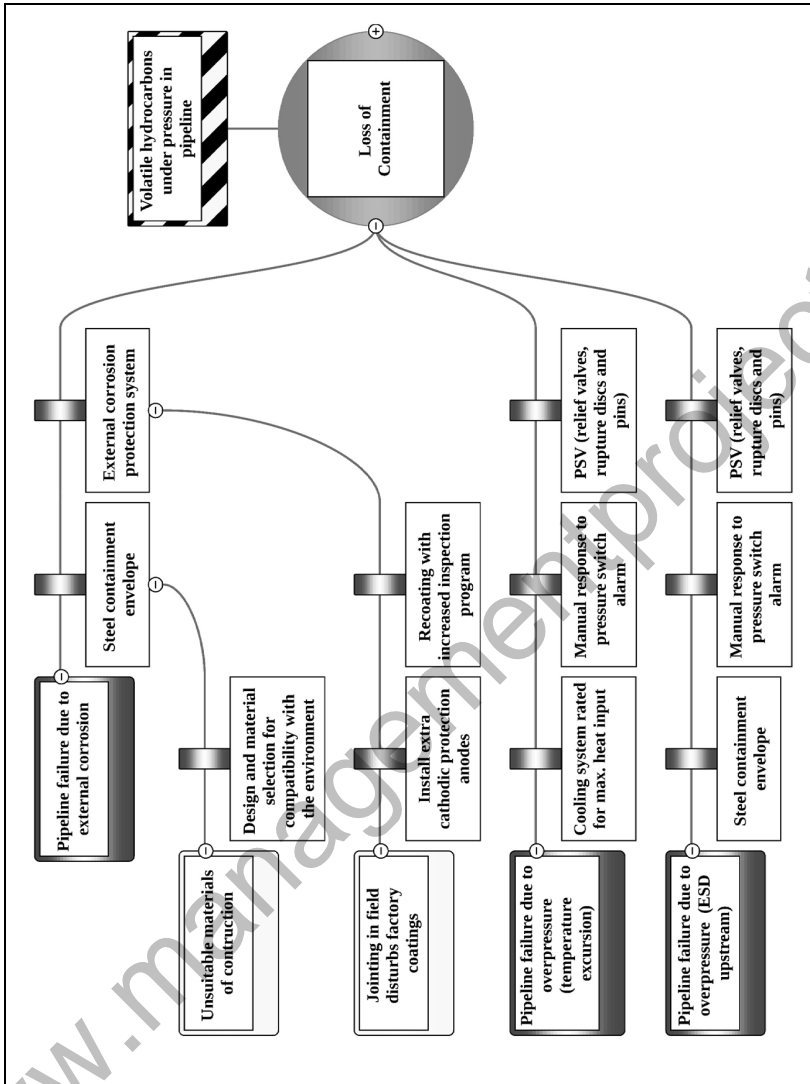 Volatile hydrocarbons
under pressure in
pipeline
+
Loss of
Containment
−
Pipeline failure due to
external corrosion
−
Steel containment
envelope
−
External corrosion
protection system
−
Unsuitable materials
of contruction
−
Design and material
selection for
compatibility with
the environment
Jointing in field
disturbs factory
coatings
−
Install extra
cathodic protection
anodes
Recoating with
increased inspection
program
Pipeline failure due to
overpressure
(temperature
excursion)
−
Cooling system rated
for max. heat input
Manual response to
pressure switch
alarm
PSV (relief valves,
rupture discs and
pins)
Pipeline failure due to
overpressure (ESD
upstream)
−
Steel containment
envelope
Manual response to
pressure switch
alarm
PSV (relief valves,
rupture discs and
pins)